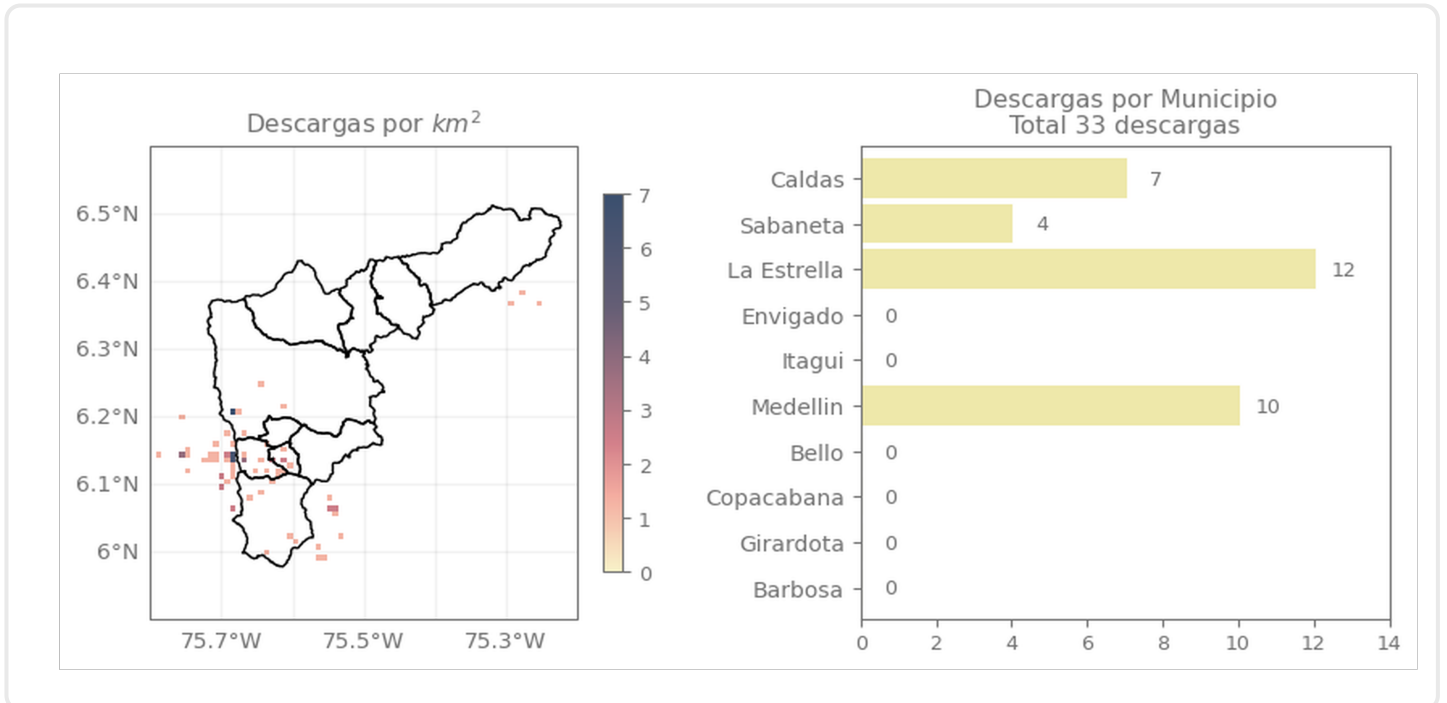 Descargas por km²
6.5°N
6.4°N
6.3°N
6.2°N
6.1°N
6°N
75.7°W 75.5°W 75.3°W
7
6
5
4
3
2
1
0
Descargas por Municipio
Total 33 descargas
Caldas 7
Sabaneta 4
La Estrella 12
Envigado 0
Itagui 0
Medellin 10
Bello 0
Copacabana 0
Girardota 0
Barbosa 0
0 2 4 6 8 10 12 14